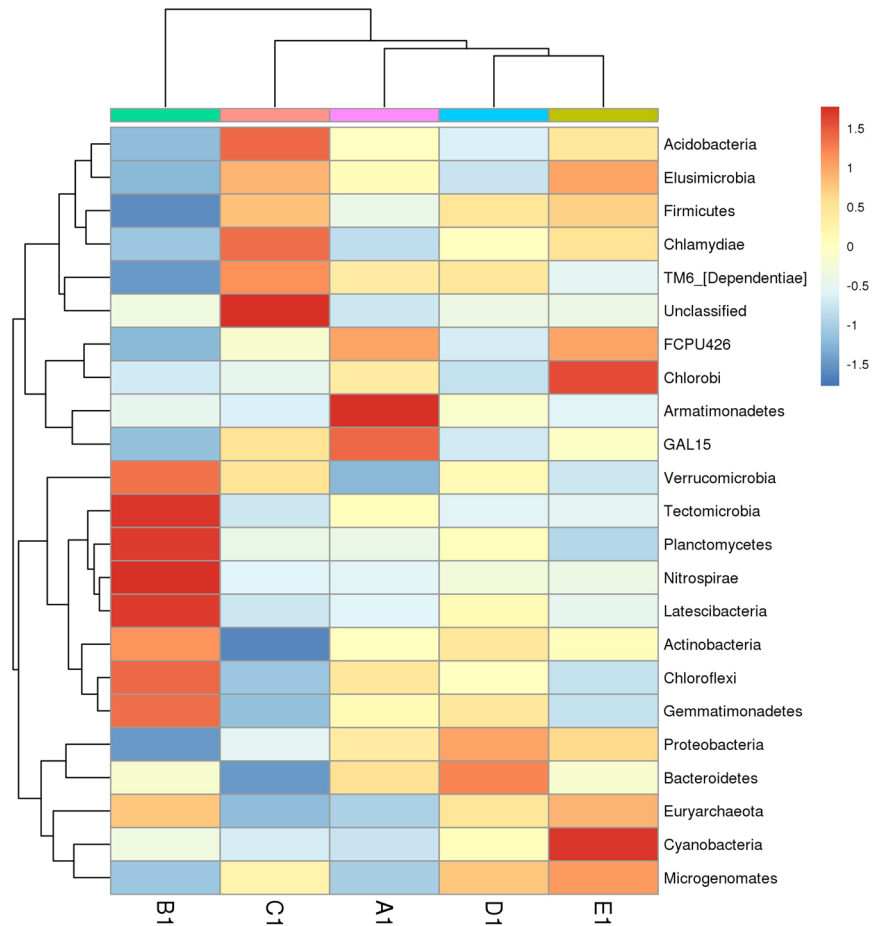 Acidobacteria
Elusimicrobia
Firmicutes
Chlamydiae
TM6_[Dependentiae]
Unclassified
FCPU426
Chlorobi
Armatimonadetes
GAL15
Verrucomicrobia
Tectomicrobia
Planctomycetes
Nitrospirae
Latescibacteria
Actinobacteria
Chloroflexi
Gemmatimonadetes
Proteobacteria
Bacteroidetes
Euryarchaeota
Cyanobacteria
Microgenomates
B1
C1
A1
D1
E1
1.5
1
0.5
0
-0.5
-1
-1.5